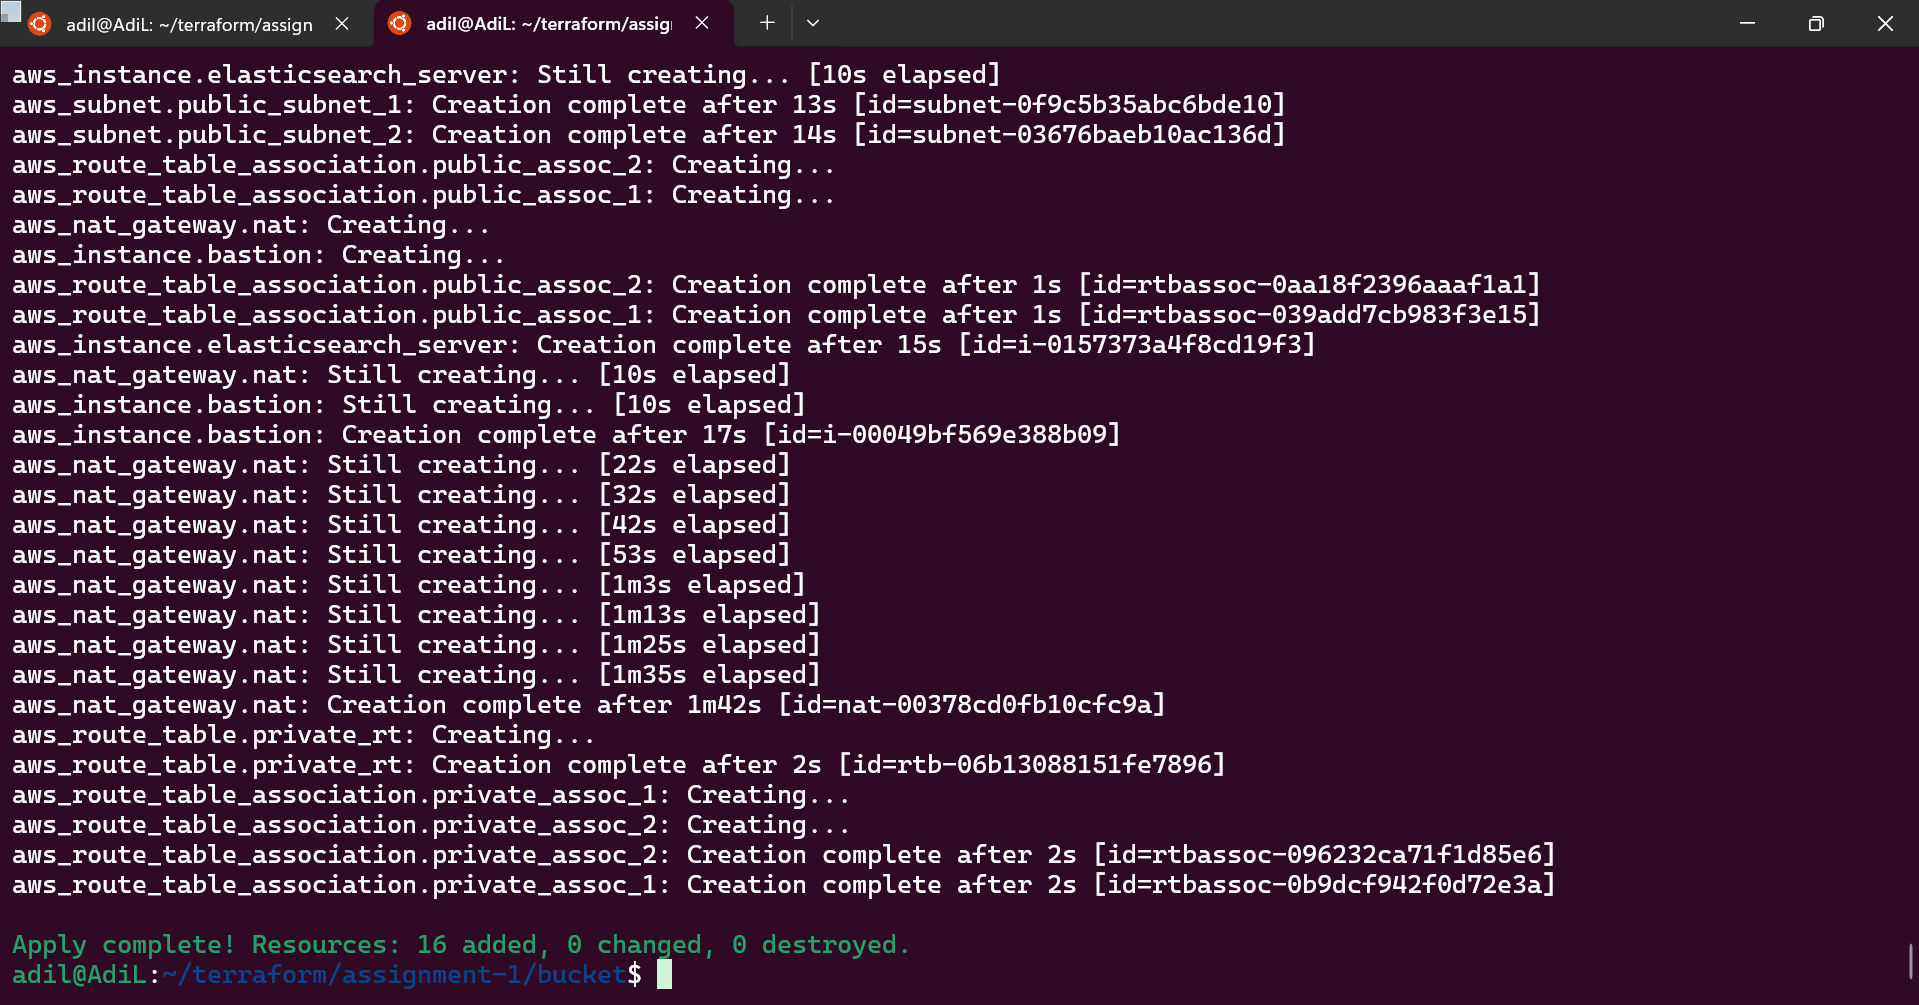 adil@AdiL: ~/terraform/assign
adil@AdiL: ~/terraform/assig
aws_instance.elasticsearch_server: Still creating... [10s elapsed]
aws_subnet.public_subnet_1: Creation complete after 13s [id=subnet-0f9c5b35abc6bde10]
aws_subnet.public_subnet_2: Creation complete after 14s [id=subnet-03676baeb10ac136d]
aws_route_table_association.public_assoc_2: Creating...
aws_route_table_association.public_assoc_1: Creating...
aws_nat_gateway.nat: Creating...
aws_instance.bastion: Creating...
aws_route_table_association.public_assoc_2: Creation complete after 1s [id=rtbassoc-0aa18f2396aaaf1a1]
aws_route_table_association.public_assoc_1: Creation complete after 1s [id=rtbassoc-039add7cb983f3e15]
aws_instance.elasticsearch_server: Creation complete after 15s [id=i-0157373a4f8cd19f3]
aws_nat_gateway.nat: Still creating... [10s elapsed]
aws_instance.bastion: Still creating... [10s elapsed]
aws_instance.bastion: Creation complete after 17s [id=i-00049bf569e388b09]
aws_nat_gateway.nat: Still creating... [22s elapsed]
aws_nat_gateway.nat: Still creating... [32s elapsed]
aws_nat_gateway.nat: Still creating... [42s elapsed]
aws_nat_gateway.nat: Still creating... [53s elapsed]
aws_nat_gateway.nat: Still creating... [1m3s elapsed]
aws_nat_gateway.nat: Still creating... [1m13s elapsed]
aws_nat_gateway.nat: Still creating... [1m25s elapsed]
aws_nat_gateway.nat: Still creating... [1m35s elapsed]
aws_nat_gateway.nat: Creation complete after 1m42s [id=nat-00378cd0fb10cfc9a]
aws_route_table.private_rt: Creating...
aws_route_table.private_rt: Creation complete after 2s [id=rtb-06b13088151fe7896]
aws_route_table_association.private_assoc_1: Creating...
aws_route_table_association.private_assoc_2: Creating...
aws_route_table_association.private_assoc_2: Creation complete after 2s [id=rtbassoc-096232ca71f1d85e6]
aws_route_table_association.private_assoc_1: Creation complete after 2s [id=rtbassoc-0b9dcf942f0d72e3a]
Apply complete! Resources: 16 added, 0 changed, 0 destroyed.
adil@AdiL:~/terraform/assignment-1/bucket$